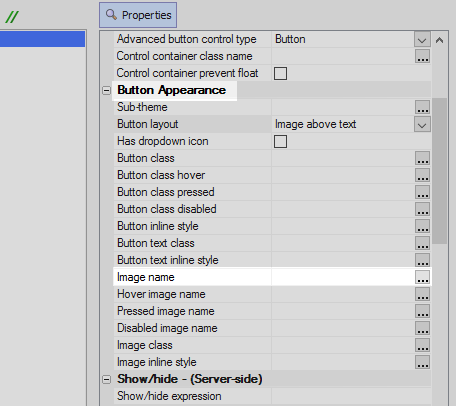 //
Properties
Advanced button control type Button
Control container class name ...
Control container prevent float
Button Appearance
Sub-theme ...
Button layout Image above text
Has dropdown icon
Button class ...
Button class hover ...
Button class pressed ...
Button class disabled ...
Button inline style ...
Button text class ...
Button text inline style ...
Image name ...
Hover image name ...
Pressed image name ...
Disabled image name ...
Image class ...
Image inline style ...
Show/hide - (Server-side)
Show/hide expression ...